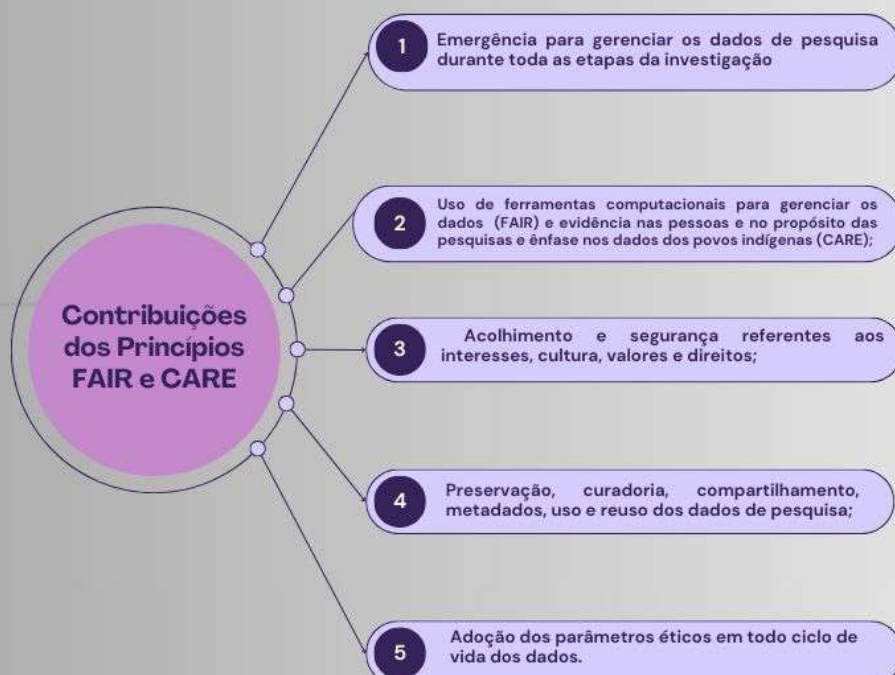 Contribuições
dos Princípios
FAIR e CARE
1
Emergência para gerenciar os dados de pesquisa
durante toda as etapas da investigação
2
Uso de ferramentas computacionais para gerenciar os
dados (FAIR) e evidência nas pessoas e no propósito das
pesquisas e ênfase nos dados dos povos indígenas (CARE);
3
Acolhimento e segurança referentes aos
interesses, cultura, valores e direitos;
4
Preservação, curadoria, compartilhamento,
metadados, uso e reuso dos dados de pesquisa;
5
Adoção dos parâmetros éticos em todo ciclo de
vida dos dados.